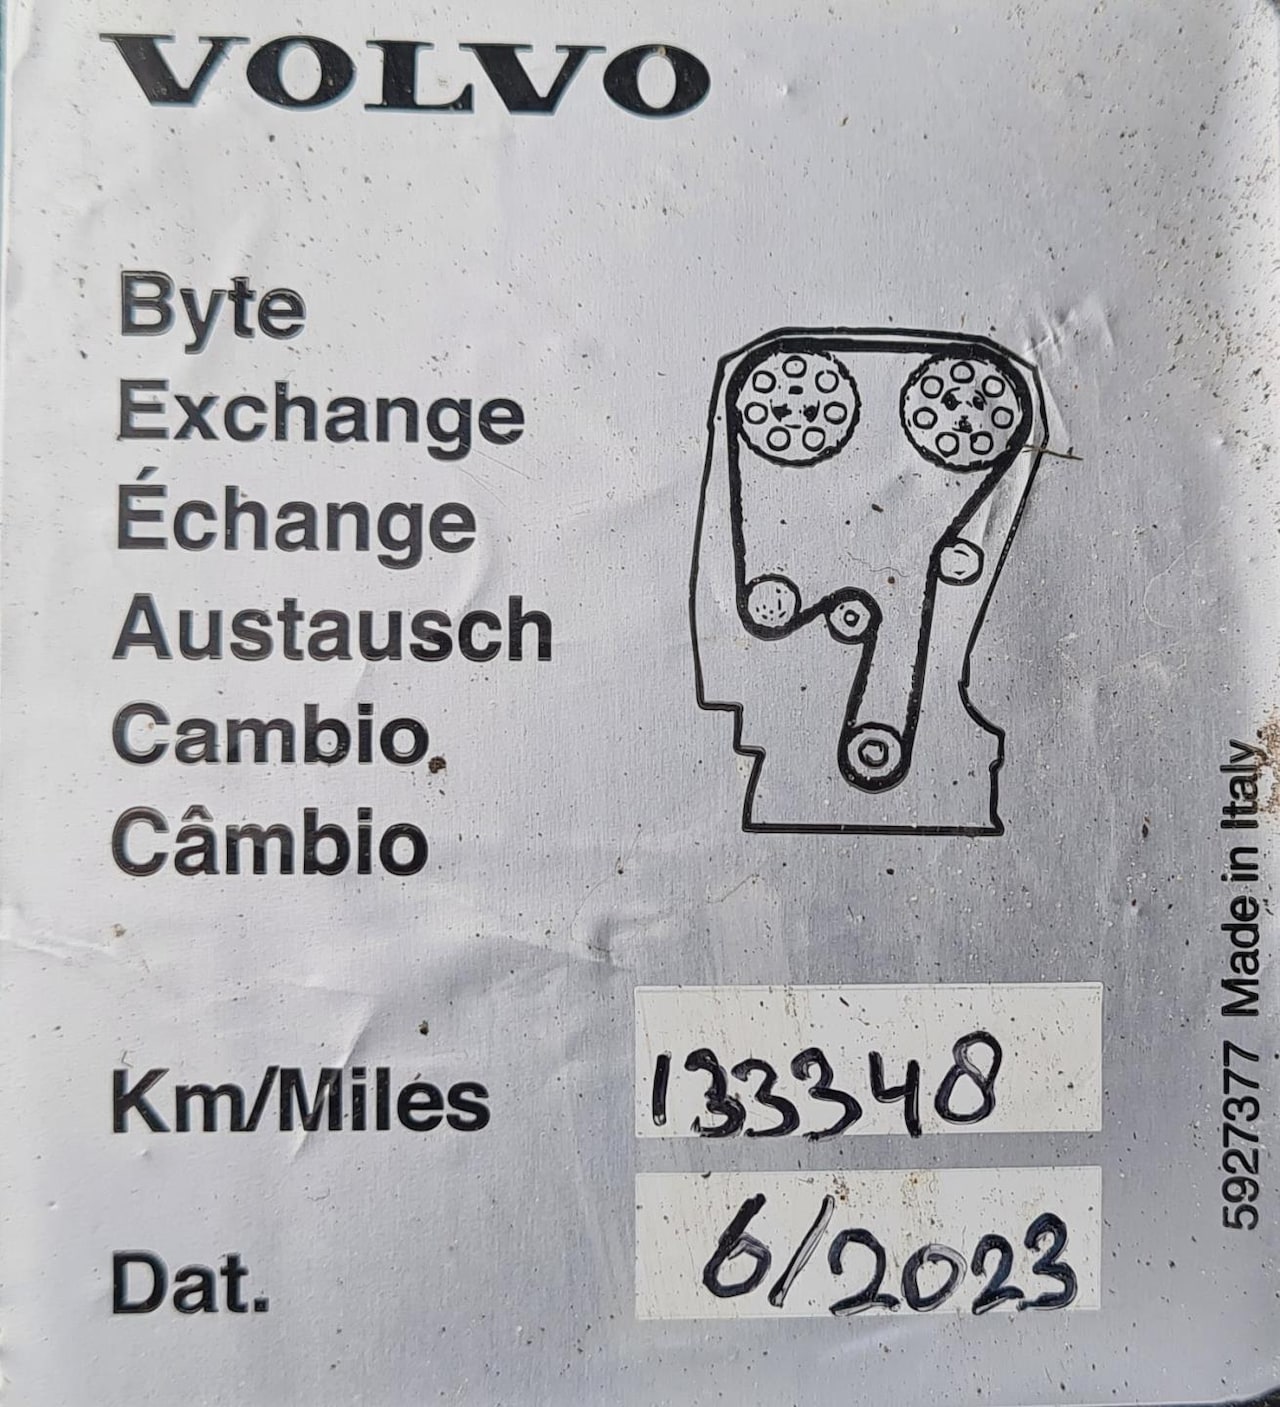 VOLVO
Byte
Exchange
Échange
Austausch
Cambio
Câmbio
Km/Miles 133348
Dat. 6/2023
5927377 Made in Italy